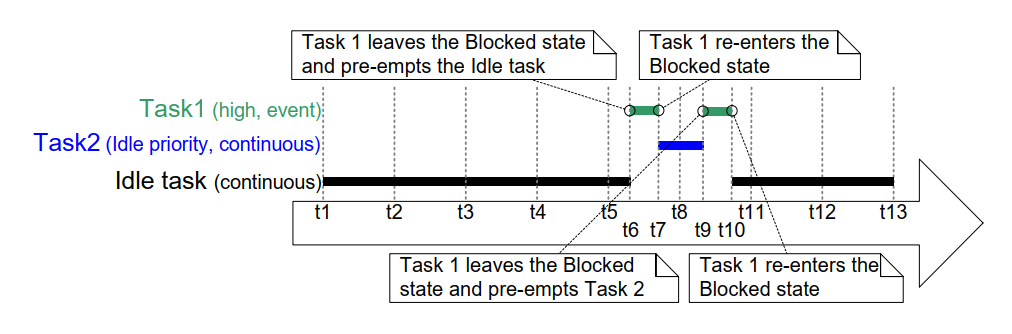 Task 1 leaves the Blocked state
and pre-empts the Idle task
Task 1 re-enters the
Blocked state
Task1 (high, event)
Task2 (Idle priority, continuous)
Idle task (continuous)
t1 t2 t3 t4 t5 t8 t11 t12 t13
t6 t7 t9 t10
Task 1 leaves the Blocked
state and pre-empts Task 2
Task 1 re-enters the
Blocked state